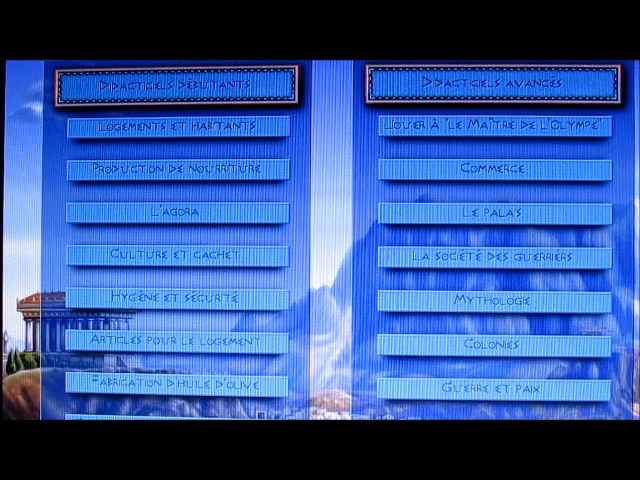 Didacticiels débutants
Logements et habitants
Production de nourriture
L'agora
Culture et cachet
Hygiène et sécurité
Articles pour le logement
Fabrication d'huile d'olive
Didacticiels avancés
Jouer à "Le Maître de l'Olympe"
Commerce
Le palais
La société des guerriers
Mythologie
Colonies
Guerre et paix